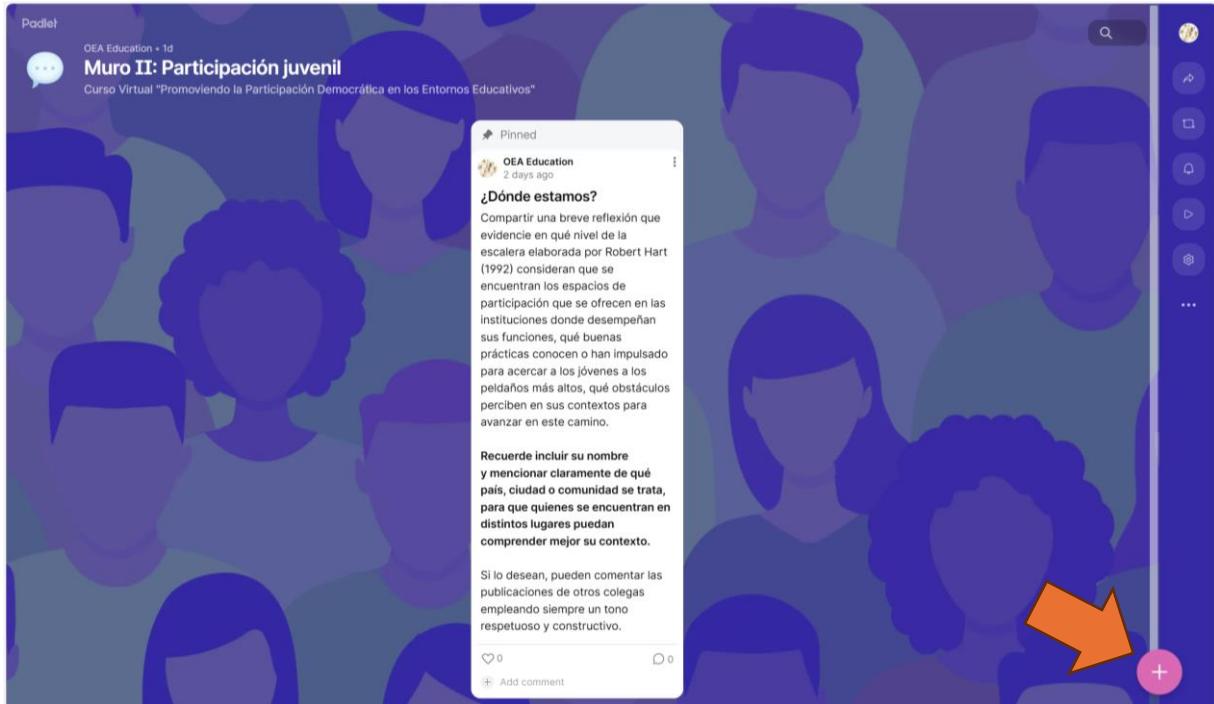 Padlet
OEA Education • 1d
Muro II: Participación juvenil
Curso Virtual "Promoviendo la Participación Democrática en los Entornos Educativos"
Pinned
OEA Education
2 days ago
¿Dónde estamos?
Compartir una breve reflexión que
evidencie en qué nivel de la
escalera elaborada por Robert Hart
(1992) consideran que se
encuentran los espacios de
participación que se ofrecen en las
instituciones donde desempeñan
sus funciones, qué buenas
prácticas conocen o han impulsado
para acercar a los jóvenes a los
peldaños más altos, qué obstáculos
perciben en sus contextos para
avanzar en este camino.
Recuerde incluir su nombre
y mencionar claramente de qué
país, ciudad o comunidad se trata,
para que quienes se encuentran en
distintos lugares puedan
comprender mejor su contexto.
Si lo desean, pueden comentar las
publicaciones de otros colegas
empleando siempre un tono
respetuoso y constructivo.
0 0
Add comment